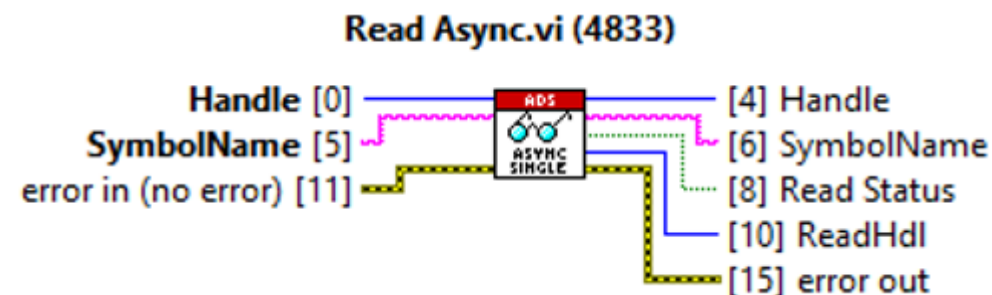 Read Async.vi (4833)
Handle [0]
SymbolName [5]
error in (no error) [11]
ADS
ASYNC
SINGLE
[4] Handle
[6] SymbolName
[8] Read Status
[10] ReadHdl
[15] error out